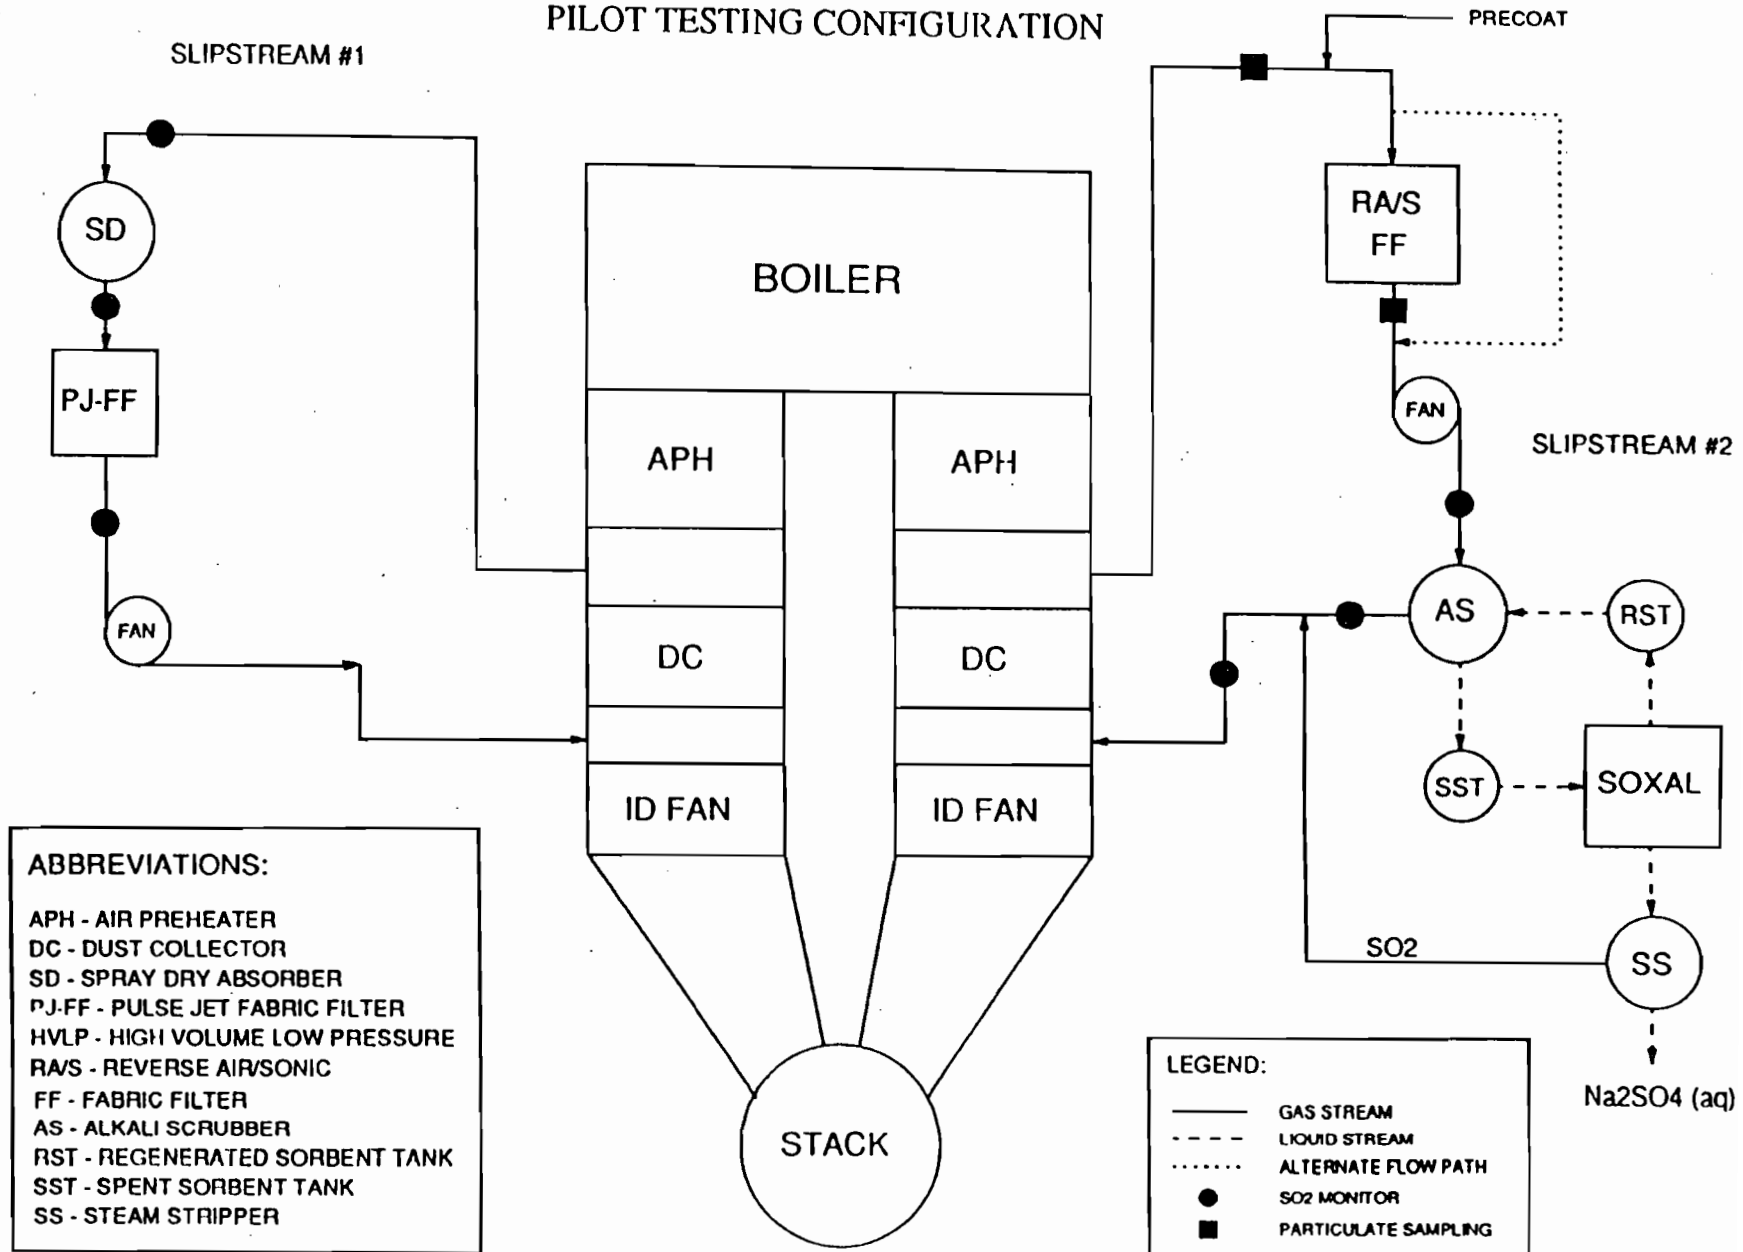 PILOT TESTING CONFIGURATION
PRECOAT
SLIPSTREAM #1
SD
RA/S
FF
BOILER
PJ-FF
FAN
SLIPSTREAM #2
APH
APH
FAN
AS
RST
DC
DC
SST
SOXAL
ID FAN
ID FAN
SO2
SS
Na2SO4 (aq)
STACK
ABBREVIATIONS:
APH - AIR PREHEATER
DC - DUST COLLECTOR
SD - SPRAY DRY ABSORBER
PJ-FF - PULSE JET FABRIC FILTER
HVLP - HIGH VOLUME LOW PRESSURE
RA/S - REVERSE AIR/SONIC
FF - FABRIC FILTER
AS - ALKALI SCRUBBER
RST - REGENERATED SORBENT TANK
SST - SPENT SORBENT TANK
SS - STEAM STRIPPER
LEGEND:
GAS STREAM
LIQUID STREAM
ALTERNATE FLOW PATH
SO2 MONITOR
PARTICULATE SAMPLING